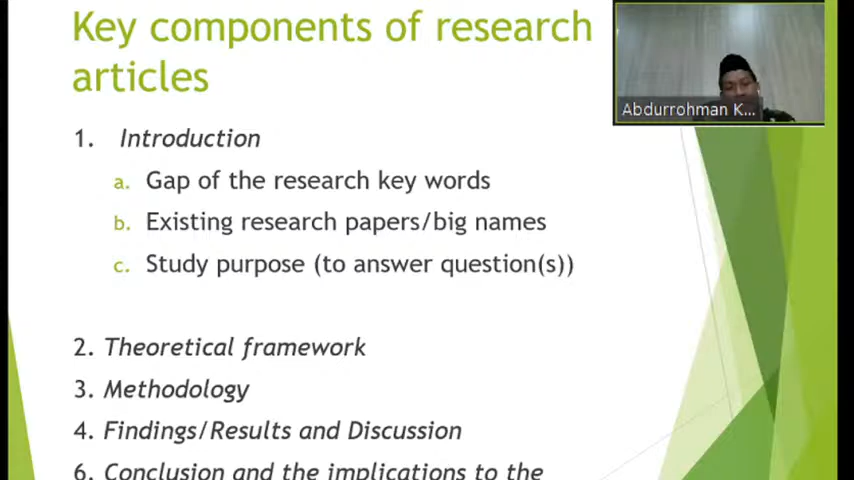 Key components of research
articles
Abdurrohman K...
1. Introduction
a. Gap of the research key words
b. Existing research papers/big names
c. Study purpose (to answer question(s))
2. Theoretical framework
3. Methodology
4. Findings/Results and Discussion
6. Conclusion and the implications to the